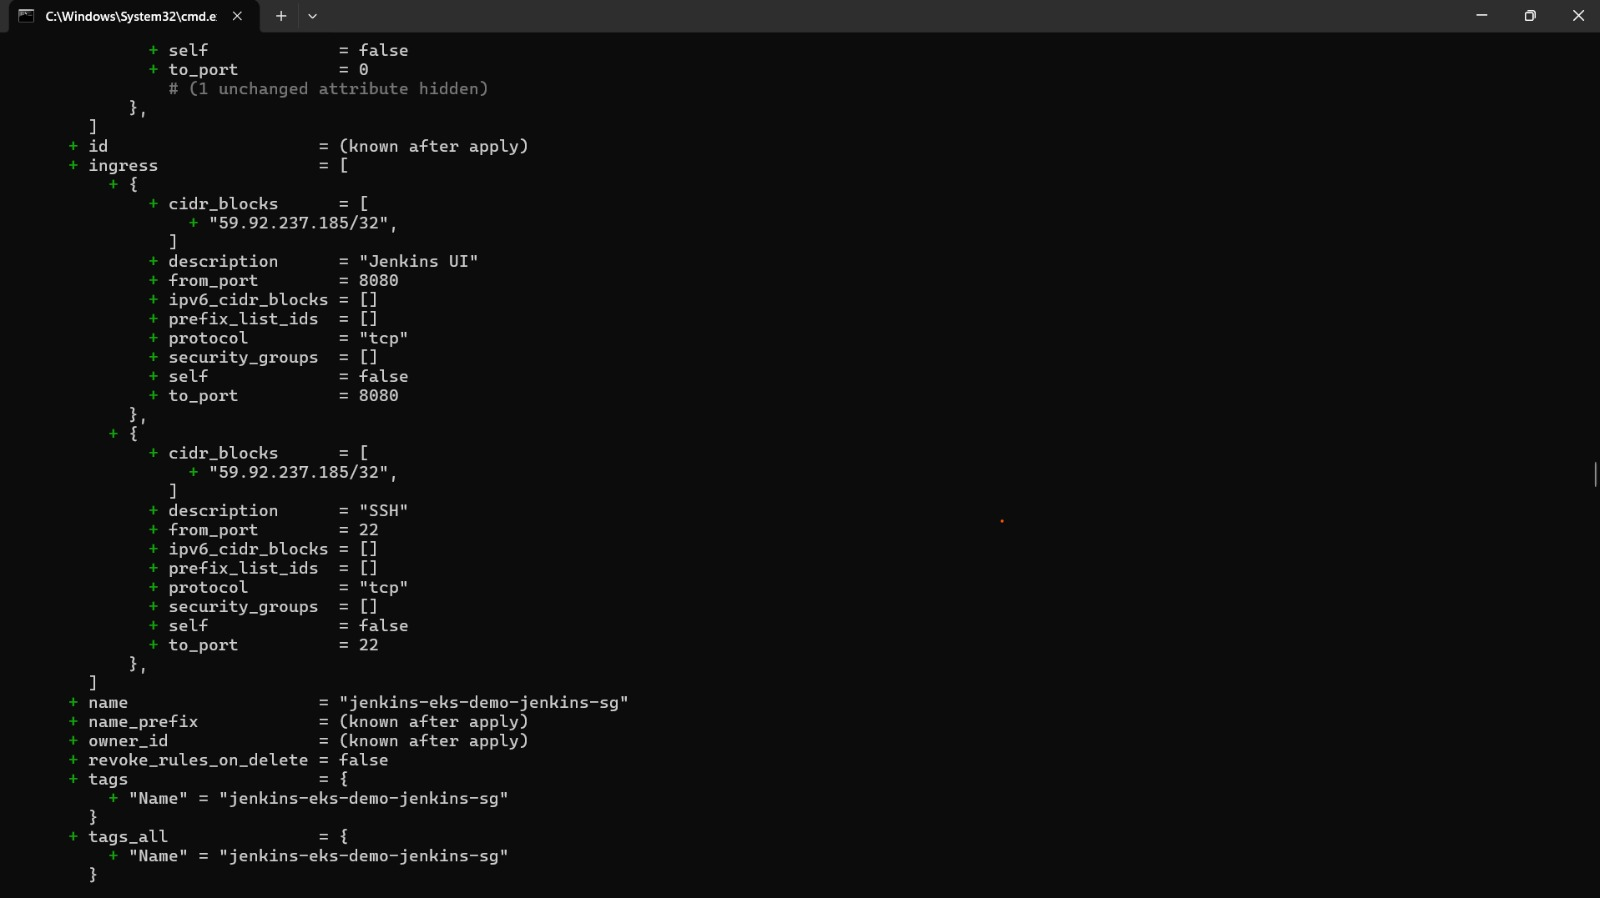 C:\Windows\System32\cmd.e
+ self = false
+ to_port = 0
# (1 unchanged attribute hidden)
},
]
+ id = (known after apply)
+ ingress = [
+ {
+ cidr_blocks = [
+ "59.92.237.185/32",
]
+ description = "Jenkins UI"
+ from_port = 8080
+ ipv6_cidr_blocks = []
+ prefix_list_ids = []
+ protocol = "tcp"
+ security_groups = []
+ self = false
+ to_port = 8080
},
+ {
+ cidr_blocks = [
+ "59.92.237.185/32",
]
+ description = "SSH"
+ from_port = 22
+ ipv6_cidr_blocks = []
+ prefix_list_ids = []
+ protocol = "tcp"
+ security_groups = []
+ self = false
+ to_port = 22
},
]
+ name = "jenkins-eks-demo-jenkins-sg"
+ name_prefix = (known after apply)
+ owner_id = (known after apply)
+ revoke_rules_on_delete = false
+ tags = {
+ "Name" = "jenkins-eks-demo-jenkins-sg"
}
+ tags_all = {
+ "Name" = "jenkins-eks-demo-jenkins-sg"
}